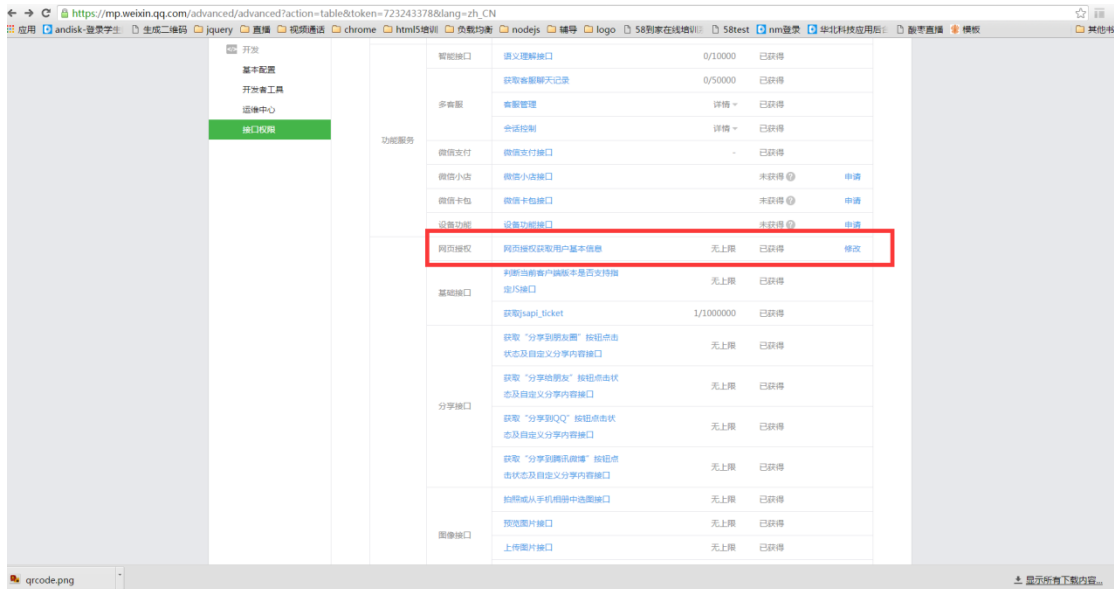 https://mp.weixin.qq.com/advanced/advanced?action=table&token=723243378&lang=zh_CN
应用 andisk-登录学生 生成二维码 jquery 直播 视频通话 chrome html5培训 负载均衡 nodejs 辅导 logo 58到家在线培训 58test nm登录 华北科技应用后台 酸枣直播 模板 其他书
开发
基本配置
开发者工具
运维中心
接口权限
功能服务
智能接口 语义理解接口 0/10000 已获得
获取客服聊天记录 0/50000 已获得
多客服 客服管理 详情 已获得
会话控制 详情 已获得
微信支付 微信支付接口 - 已获得
微信小店 微信小店接口 未获得 申请
微信卡包 微信卡包接口 未获得 申请
设备功能 设备功能接口 未获得 申请
网页授权 网页授权获取用户基本信息 无上限 已获得 修改
基础接口 判断当前客户端版本是否支持指
定JS接口 无上限 已获得
获取jsapi_ticket 1/1000000 已获得
分享接口
获取“分享到朋友圈”按钮点击
状态及自定义分享内容接口 无上限 已获得
获取“分享给朋友”按钮点击状
态及自定义分享内容接口 无上限 已获得
获取“分享到QQ”按钮点击状
态及自定义分享内容接口 无上限 已获得
获取“分享到腾讯微博”按钮点
击状态及自定义分享内容接口 无上限 已获得
图像接口
拍照或从手机相册中选图接口 无上限 已获得
预览图片接口 无上限 已获得
上传图片接口 无上限 已获得
qrcode.png 显示所有下载内容...